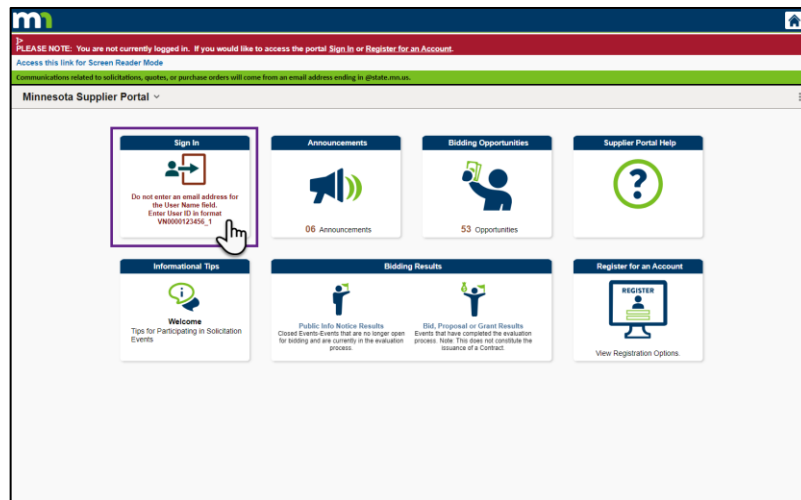 mn
PLEASE NOTE: You are not currently logged in. If you would like to access the portal Sign In or Register for an Account.
Access this link for Screen Reader Mode
Communications related to solicitations, quotes, or purchase orders will come from an email address ending in @state.mn.us.
Minnesota Supplier Portal
Sign In
Do not enter an email address for
the User Name field.
Enter User ID in format
VN0000123456_1
Announcements
06 Announcements
Bidding Opportunities
53 Opportunities
Supplier Portal Help
?
Informational Tips
Welcome
Tips for Participating in Solicitation
Events
Bidding Results
Public Info Notice Results
Closed Events-Events that are no longer open
for bidding and are currently in the evaluation
process.
Bid, Proposal or Grant Results
Events that have completed the evaluation
process. Note: This does not constitute the
issuance of a Contract.
Register for an Account
REGISTER
View Registration Options.